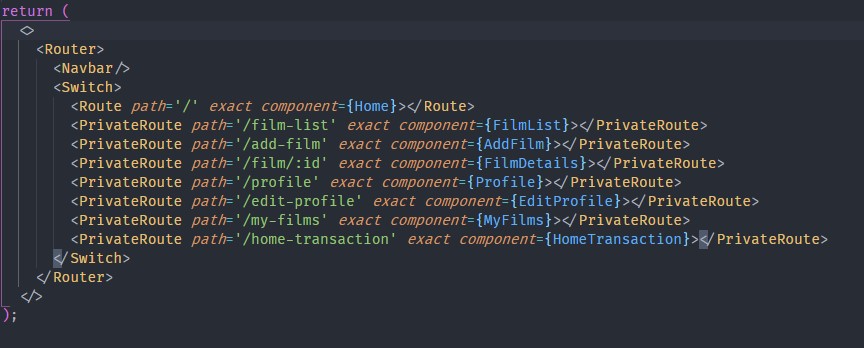 return (
<>
<Router>
<Navbar/>
<Switch>
<Route path='/' exact component={Home}></Route>
<PrivateRoute path='/film-list' exact component={FilmList}></PrivateRoute>
<PrivateRoute path='/add-film' exact component={AddFilm}></PrivateRoute>
<PrivateRoute path='/film/:id' exact component={FilmDetails}></PrivateRoute>
<PrivateRoute path='/profile' exact component={Profile}></PrivateRoute>
<PrivateRoute path='/edit-profile' exact component={EditProfile}></PrivateRoute>
<PrivateRoute path='/my-films' exact component={MyFilms}></PrivateRoute>
<PrivateRoute path='/home-transaction' exact component={HomeTransaction}></PrivateRoute>
</Switch>
</Router>
</>
);